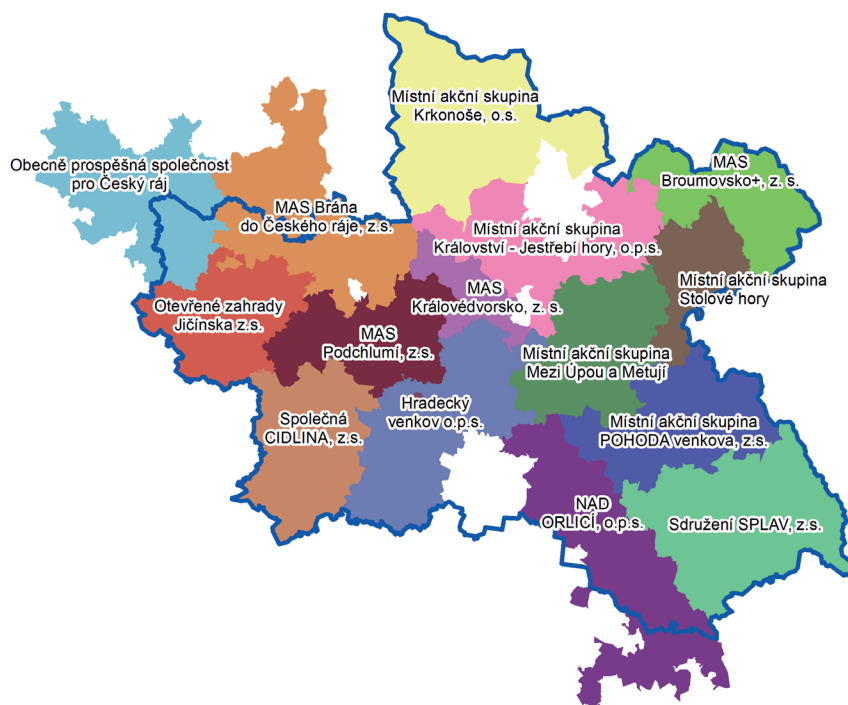 Místní akční skupina
Krkonoše, o.s.
Obecně prospěšná společnost
pro Český ráj
MAS
Broumovsko+, z. s.
MAS Brána
do Českého ráje, z.s.
Místní akční skupina
Království - Jestřebí hory, o.p.s.
Místní akční skupina
Stolové hory
Otevřené zahrady
Jičínska z.s.
MAS
Královédvorsko, z. s.
MAS
Podchlumí, z.s.
Místní akční skupina
Mezi Úpou a Metují
Společná
CIDLINA, z.s.
Hradecký
venkov o.p.s.
Místní akční skupina
POHODA venkova, z.s.
NAD
ORLICÍ, o.p.s.
Sdružení SPLAV, z.s.